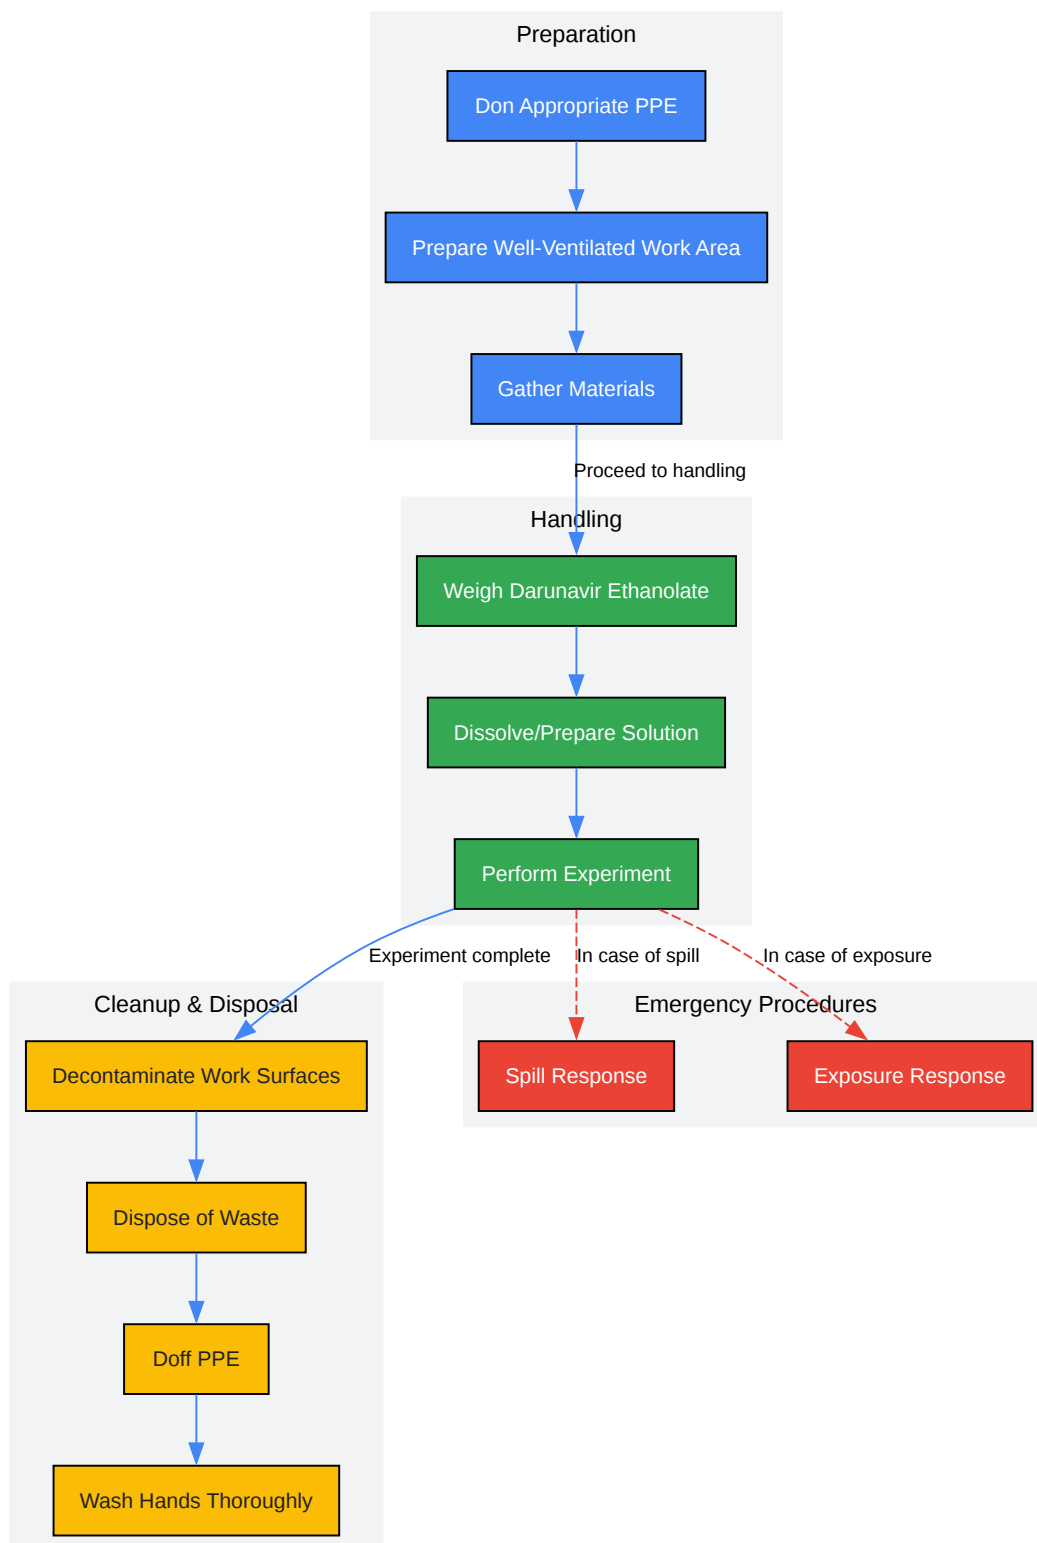 Preparation
Don Appropriate PPE
Prepare Well-Ventilated Work Area
Gather Materials
Proceed to handling
Handling
Weigh Darunavir Ethanolate
Dissolve/Prepare Solution
Perform Experiment
Experiment complete
In case of spill
In case of exposure
Cleanup & Disposal
Decontaminate Work Surfaces
Dispose of Waste
Doff PPE
Wash Hands Thoroughly
Emergency Procedures
Spill Response
Exposure Response